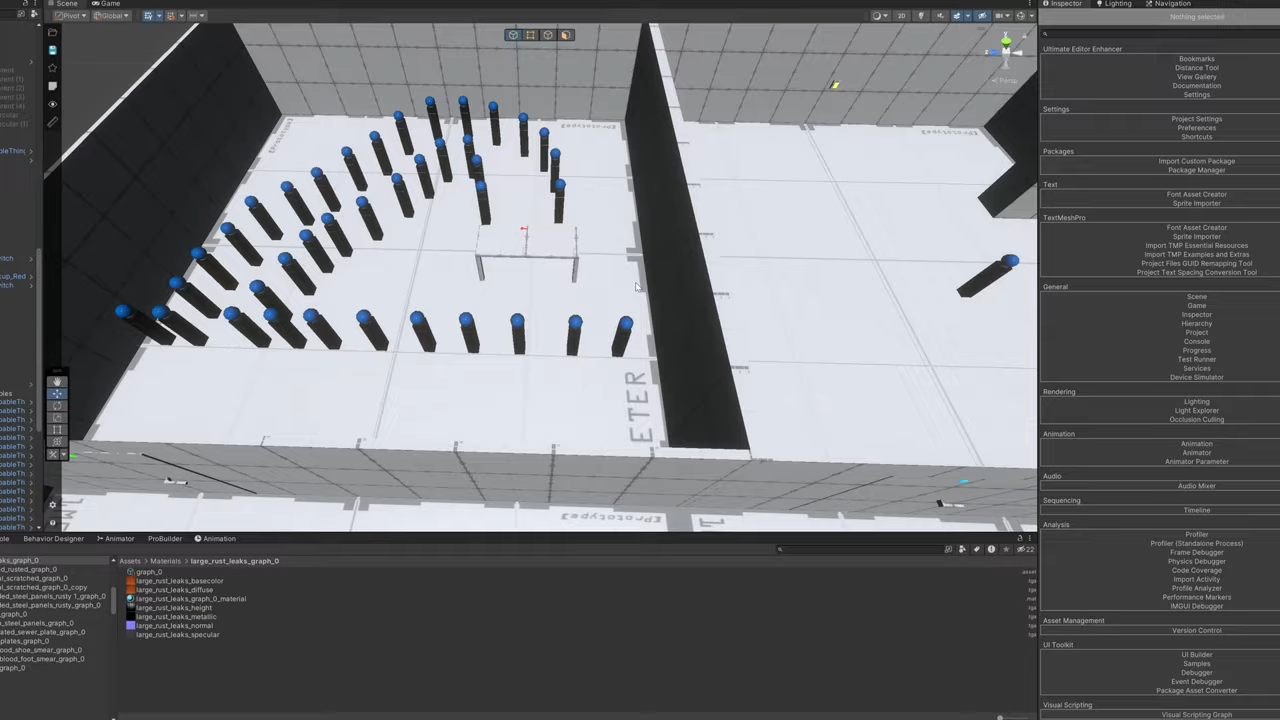 Scene
Game
Inspector
Lighting
Navigation
Pivot
Global
2D
Nothing selected
Persp
Ultimate Editor Enhancer
Bookmarks
Distance Tool
View Gallery
Documentation
Settings
Settings
Project Settings
Preferences
Shortcuts
Packages
Import Custom Package
Package Manager
Text
Font Asset Creator
Sprite Importer
TextMeshPro
Font Asset Creator
Sprite Importer
Import TMP Essential Resources
Import TMP Examples and Extras
Project Files GUID Remapping Tool
Project Text Spacing Conversion Tool
General
Scene
Game
Inspector
Hierarchy
Project
Console
Progress
Test Runner
Services
Device Simulator
Rendering
Lighting
Light Explorer
Occlusion Culling
Animation
Animation
Animator
Animator Parameter
Audio
Audio Mixer
Sequencing
Timeline
Analysis
Profiler
Profiler (Standalone Process)
Frame Debugger
Physics Debugger
Code Coverage
Import Activity
Profile Analyzer
Performance Markers
IMGUI Debugger
Asset Management
Version Control
UI Toolkit
UI Builder
Samples
Debugger
Event Debugger
Package Asset Converter
Visual Scripting
Visual Scripting Graph
[Prototype]
[Prototype]
ETER
[Prototype]
Behavior Designer
Animator
ProBuilder
Animation
22
Assets
Materials
large_rust_leaks_graph_0
graph_0
large_rust_leaks_basecolor
large_rust_leaks_diffuse
large_rust_leaks_graph_0_material
large_rust_leaks_height
large_rust_leaks_metallic
large_rust_leaks_normal
large_rust_leaks_specular